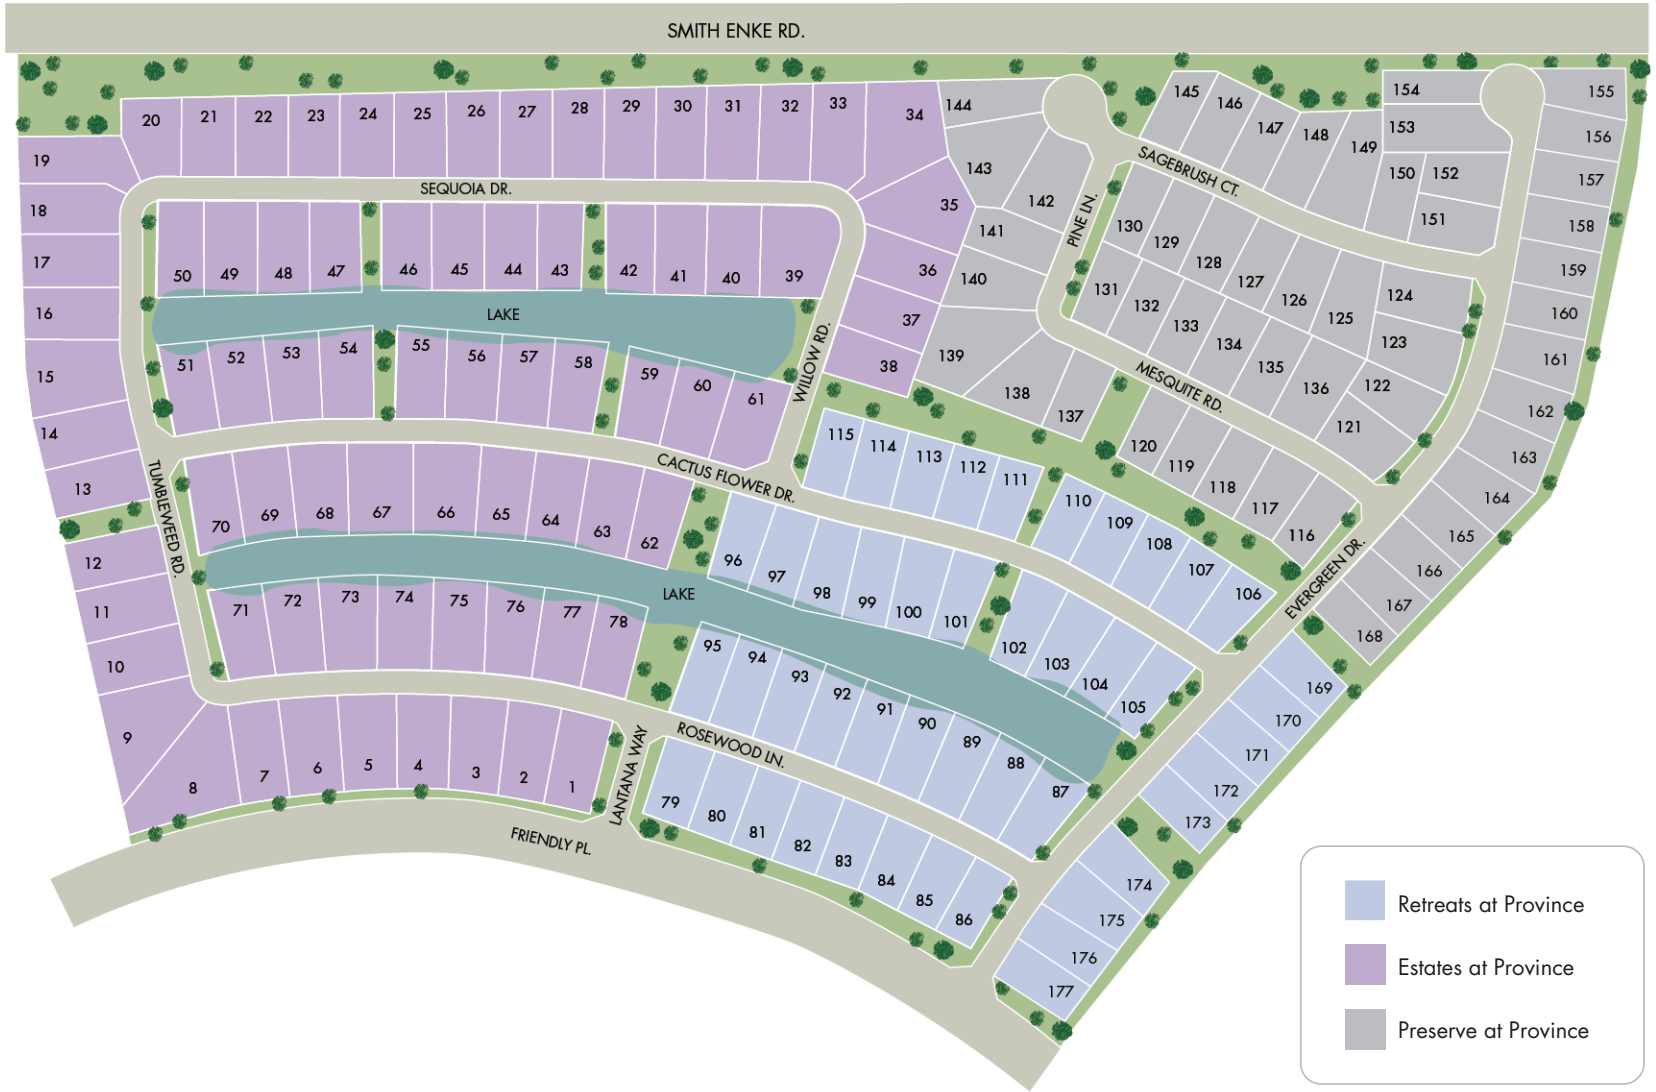 SMITH ENKE RD.
20 21 22 23 24 25 26 27 28 29 30 31 32 33 34
144 145 146 147 148 149 154 155
153 156
150 152 157
151 158
19
18
17
16
15
14
13
12
11
10
9
8
SEQUOIA DR.
50 49 48 47 46 45 44 43 42 41 40 39
LAKE
51 52 53 54 55 56 57 58 59 60 61
WILLOW RD.
35
36
37
38
143
142
141
140
139
138
137
PINE LN.
SAGEBRUSH CT.
130 129 128 127 126 125 124
123
131 132 133 134 135 136 122
121
MESQUITE RD.
120 119 118 117 116
159
160
161
162
163
164
165
166
167
168
EVERGREEN DR.
TUMBLEWEED RD.
CACTUS FLOWER DR.
115 114 113 112 111
110 109 108 107 106
70 69 68 67 66 65 64 63 62
96 97 98 99 100 101
102 103 104 105
LAKE
71 72 73 74 75 76 77 78
95 94 93 92 91 90 89 88 87
169
170
171
172
173
174
175
176
177
ROSEWOOD LN.
LANTANA WAY
7 6 5 4 3 2 1
79 80 81 82 83 84 85 86
FRIENDLY PL.
Retreats at Province
Estates at Province
Preserve at Province